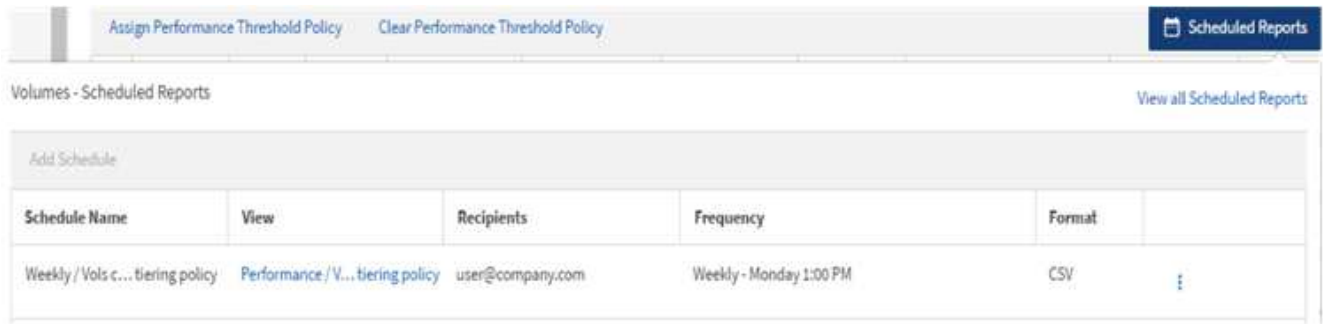 Assign Performance Threshold Policy Clear Performance Threshold Policy Scheduled Reports
Volumes - Scheduled Reports View all Scheduled Reports
Add Schedule
Schedule Name View Recipients Frequency Format
Weekly / Vols c... tiering policy Performance / V... tiering policy user@company.com Weekly - Monday 1:00 PM CSV